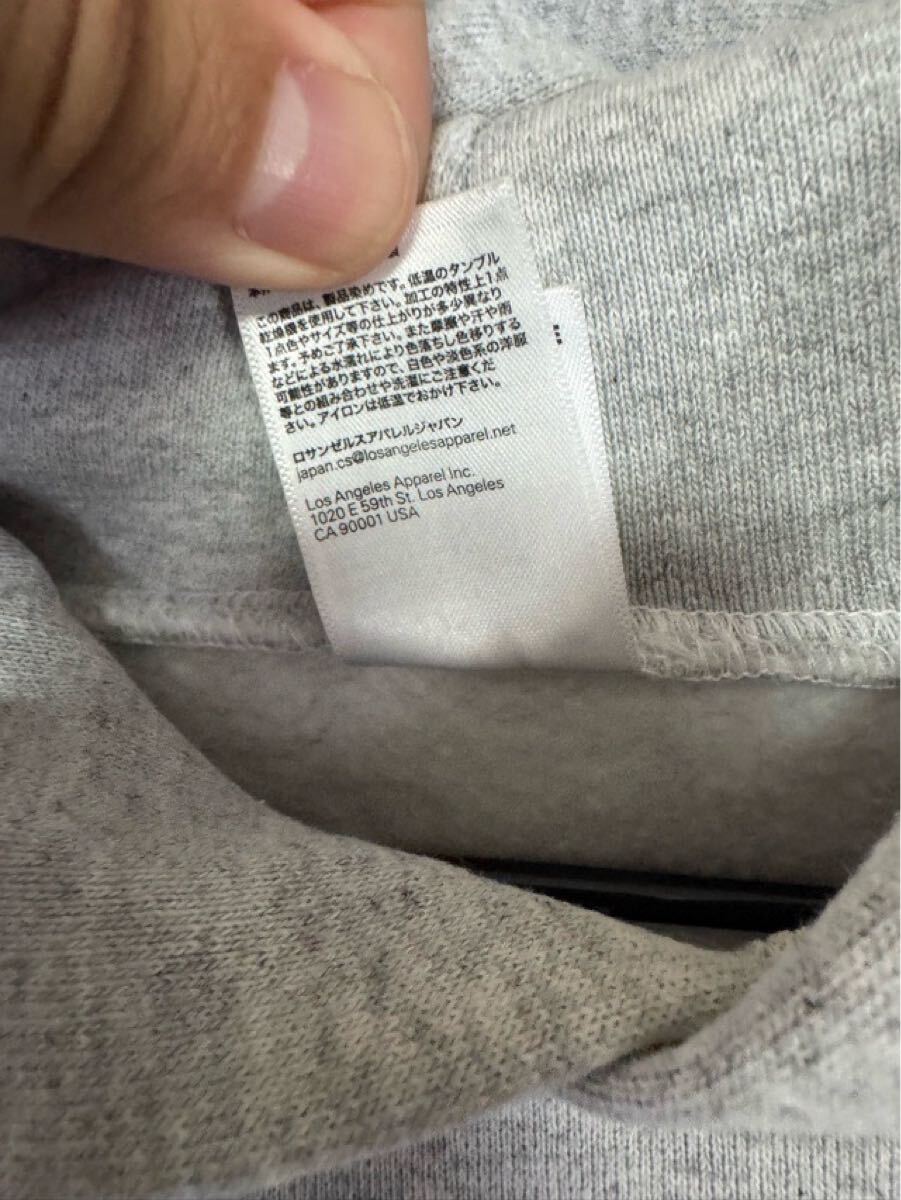 この商品は、製品染めです。低温のタンブル
乾燥機を使用して下さい。加工の特性上1点
1点色やサイズ等の仕上がりが多少異なり
ます。予めご了承下さい。また摩擦や汗や雨
などによる水濡れにより色落ちし色移りする
可能性がありますので、白色や淡色系の洋服
等との組み合わせや洗濯にご注意くだ
さい。アイロンは低温でおかけ下さい。
ロサンゼルスアパレルジャパン
japan.cs@losangelesapparel.net
Los Angeles Apparel Inc.
1020 E 59th St. Los Angeles
CA 90001 USA